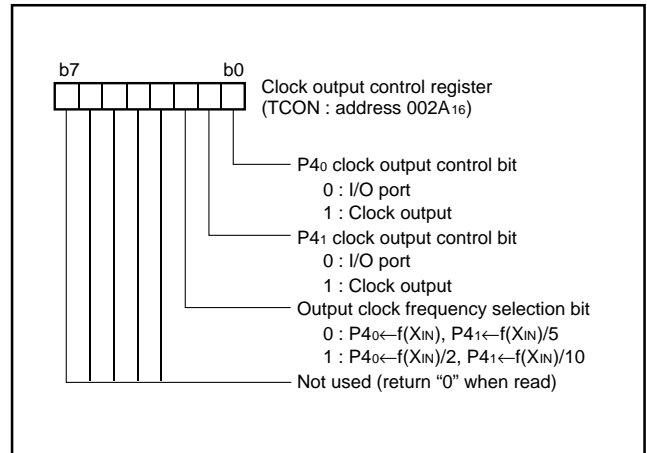 b7 b0
Clock output control register
(TCON : address 002A16)
P40 clock output control bit
0 : I/O port
1 : Clock output
P41 clock output control bit
0 : I/O port
1 : Clock output
Output clock frequency selection bit
0 : P40←f(XIN), P41←f(XIN)/5
1 : P40←f(XIN)/2, P41←f(XIN)/10
Not used (return “0” when read)